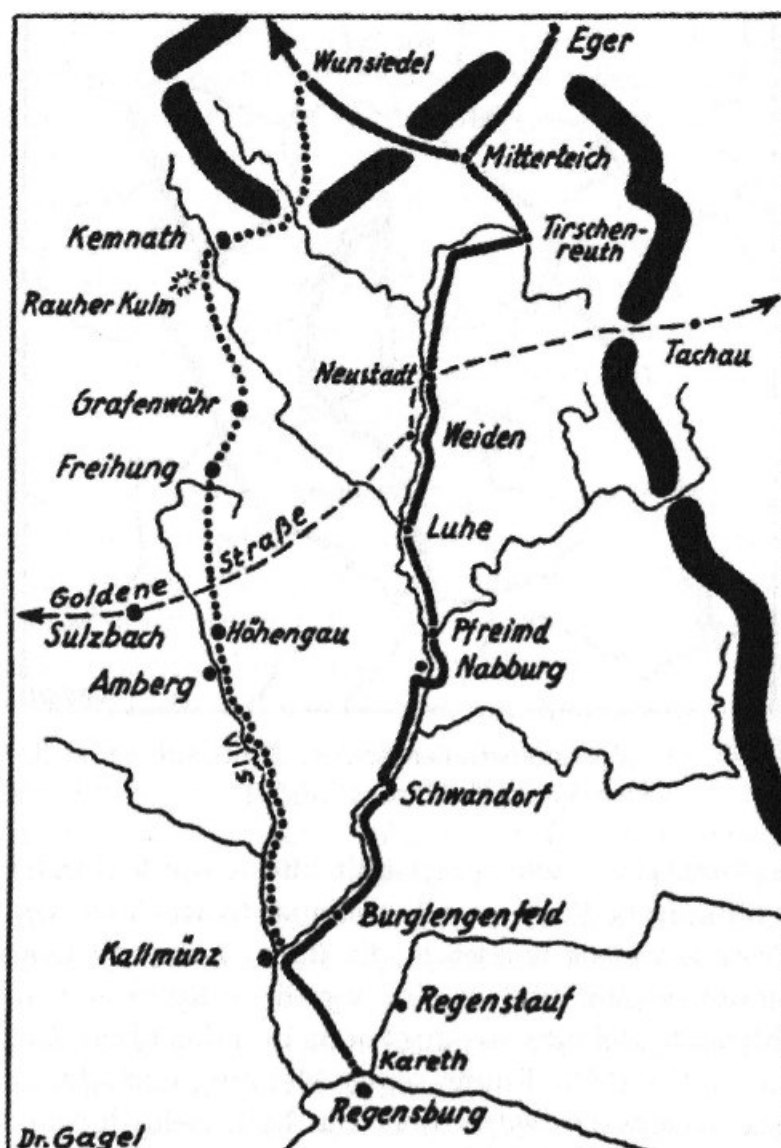 Eger
Wunsiedel
Mitterteich
Kemnath
Tirschen-
reuth
Rauher Kulm
Tachau
Neustadt
Grafenwöhr
Weiden
Freihung
Luhe
Straße
Goldene
Sulzbach
Höhengau
Pfreimd
Nabburg
Amberg
Vils
Schwandorf
Burglengenfeld
Kallmünz
Regenstauf
Kareth
Regensburg
Dr. Gagel